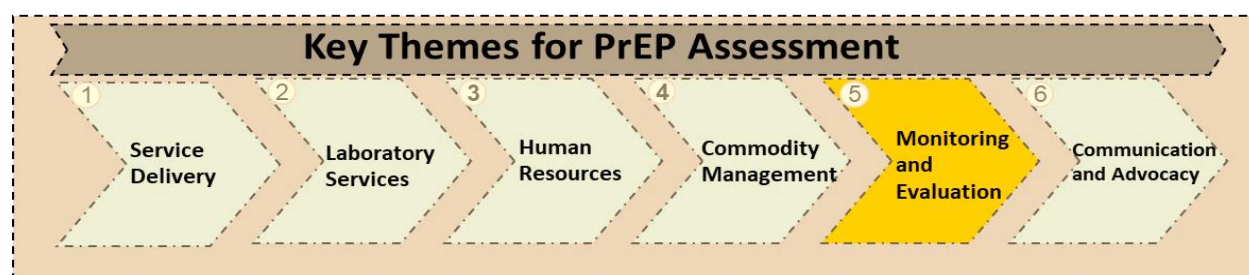 Key Themes for PrEP Assessment
1
Service
Delivery
2
Laboratory
Services
3
Human
Resources
4
Commodity
Management
5
Monitoring
and
Evaluation
6
Communication
and Advocacy